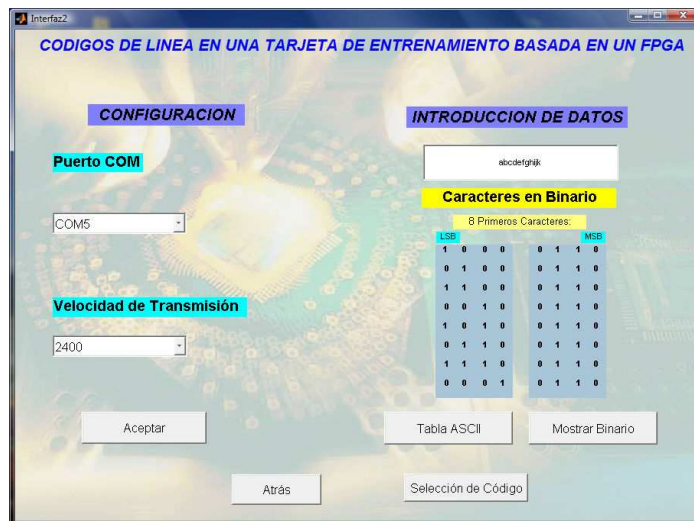 Interfaz2
CODIGOS DE LINEA EN UNA TARJETA DE ENTRENAMIENTO BASADA EN UN FPGA
CONFIGURACION
Puerto COM
COM5
Velocidad de Transmisión
2400
Aceptar
INTRODUCCION DE DATOS
abcdefghijk
Caracteres en Binario
8 Primeros Caracteres:
LSB MSB
1 0 0 0 0 1 1 0
0 1 0 0 0 1 1 0
1 1 0 0 0 1 1 0
0 0 1 0 0 1 1 0
1 0 1 0 0 1 1 0
0 1 1 0 0 1 1 0
1 1 1 0 0 1 1 0
0 0 0 1 0 1 1 0
Tabla ASCII
Mostrar Binario
Atrás
Selección de Código